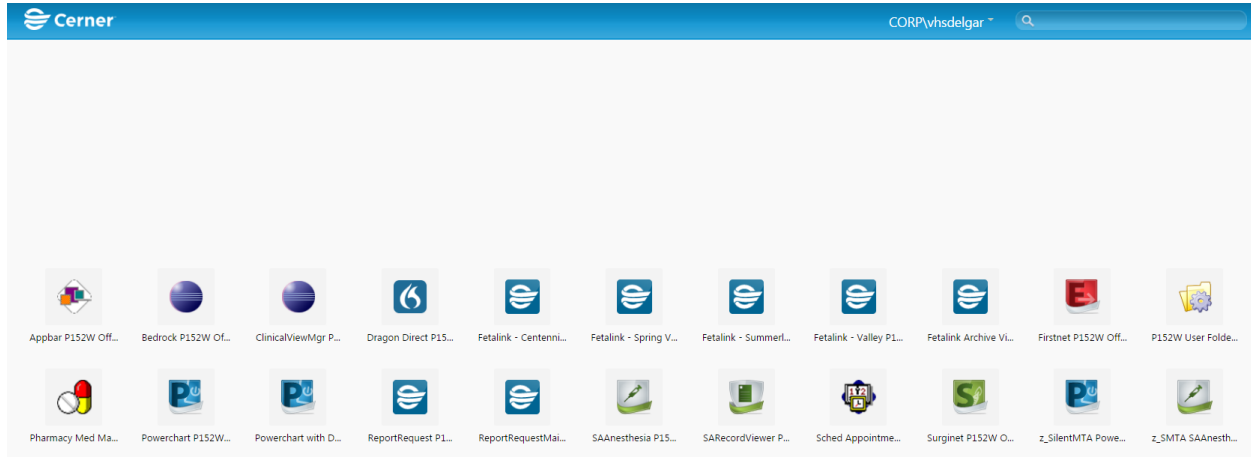 Cerner
CORP\vhsdelgar
Appbar P152W Off...
Bedrock P152W Of...
ClinicalViewMgr P...
Dragon Direct P15...
Fetalink - Centenni...
Fetalink - Spring V...
Fetalink - Summerl...
Fetalink - Valley P1...
Fetalink Archive Vi...
Firstnet P152W Off...
P152W User Folde...
Pharmacy Med Ma...
Powerchart P152W...
Powerchart with D...
ReportRequest P1...
ReportRequestMai...
SAAnesthesia P15...
SARecordViewer P...
Sched Appointme...
Surginet P152W O...
z_SilentMTA Powe...
z_SMTA SAAnesth...